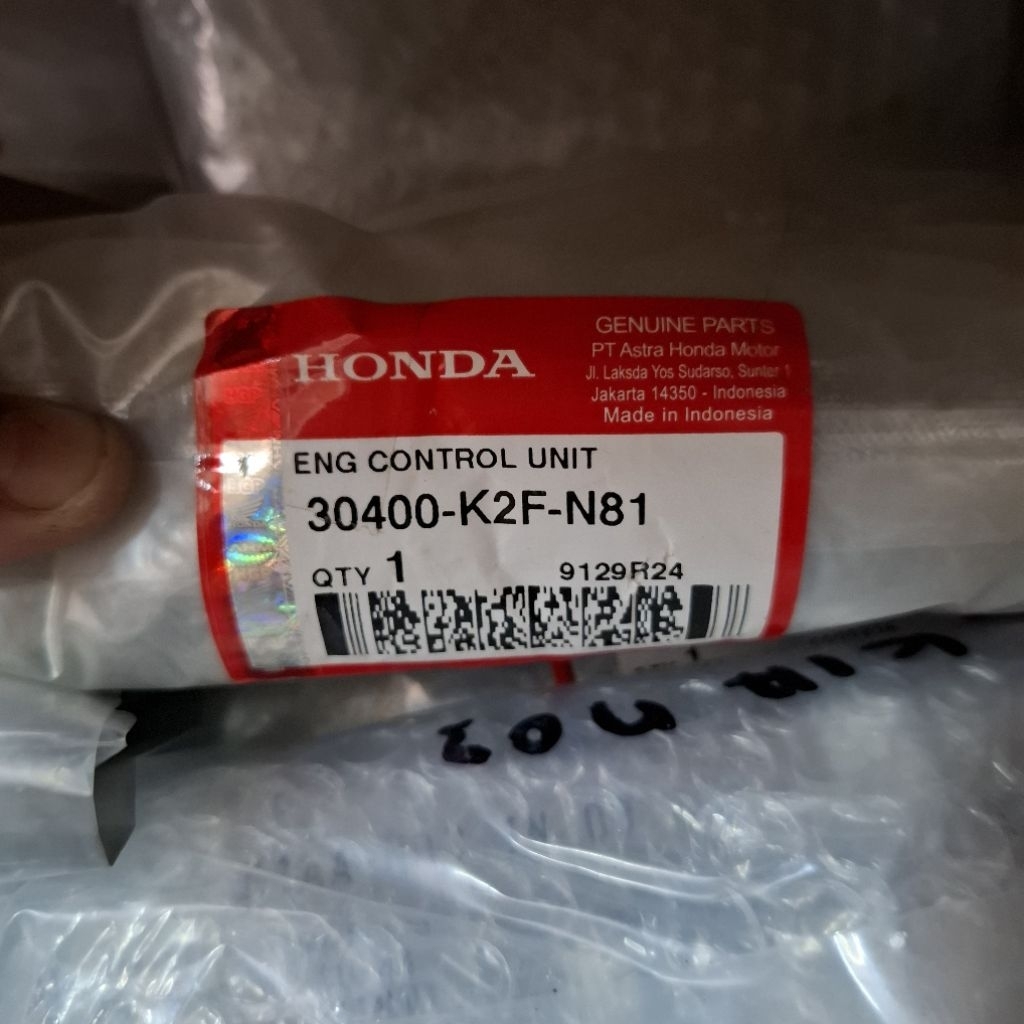 GENUINE PARTS
HONDA
PT Astra Honda Motor
Jl. Laksda Yos Sudarso, Sunter 1
Jakarta 14350 - Indonesia
Made in Indonesia
ENG CONTROL UNIT
30400-K2F-N81
QTY 1
9129R24